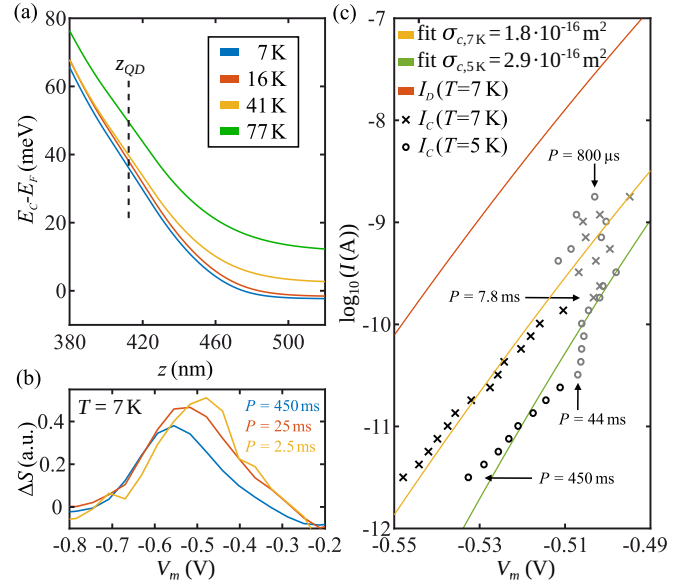 (a)
80
60
40
20
0
E_C-E_F (meV)
z_QD
7 K
16 K
41 K
77 K
380 420 460 500
z (nm)
(b)
T = 7 K
P = 450 ms
P = 25 ms
P = 2.5 ms
0.4
0.2
0
ΔS (a.u.)
-0.8 -0.7 -0.6 -0.5 -0.4 -0.3 -0.2
V_m (V)
(c)
-7
-8
-9
-10
-11
-12
log₁₀(I(A))
fit σ_c,7K = 1.8·10⁻¹⁶ m²
fit σ_c,5K = 2.9·10⁻¹⁶ m²
I_D(T=7 K)
I_C(T=7 K)
I_C(T=5 K)
P = 800 µs
P = 7.8 ms
P = 44 ms
P = 450 ms
-0.55 -0.53 -0.51 -0.49
V_m (V)